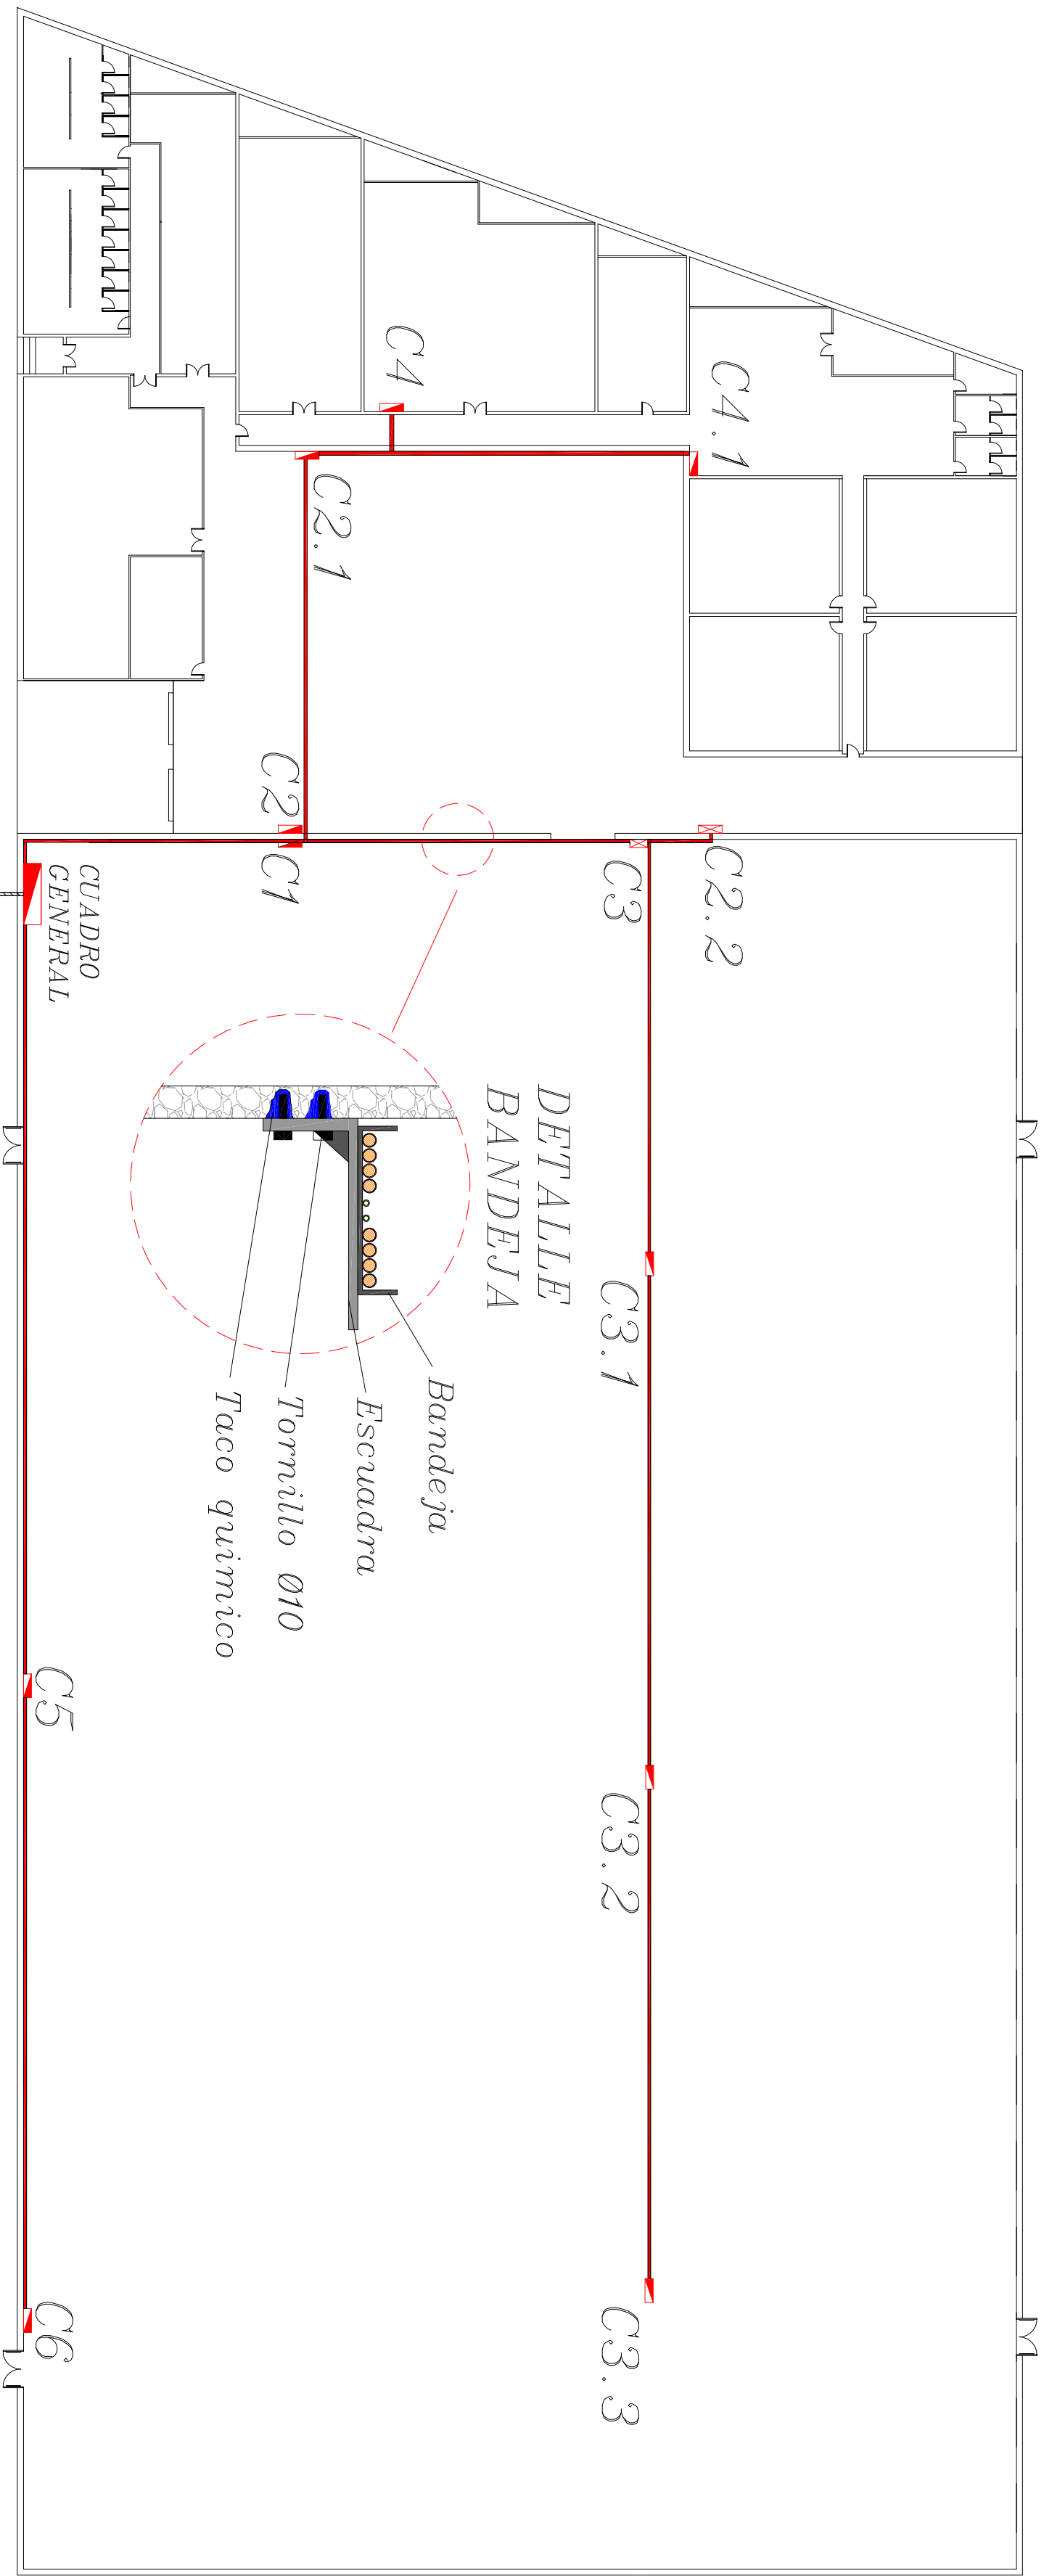 C4.1
C4
C2.1
C2.2
C3
C2
C1
CUADRO
GENERAL
DETALLE
BANDEJA
Bandeja
Escuadra
Tornillo Ø10
Taco quimico
C3.1
C3.2
C3.3
C5
C6